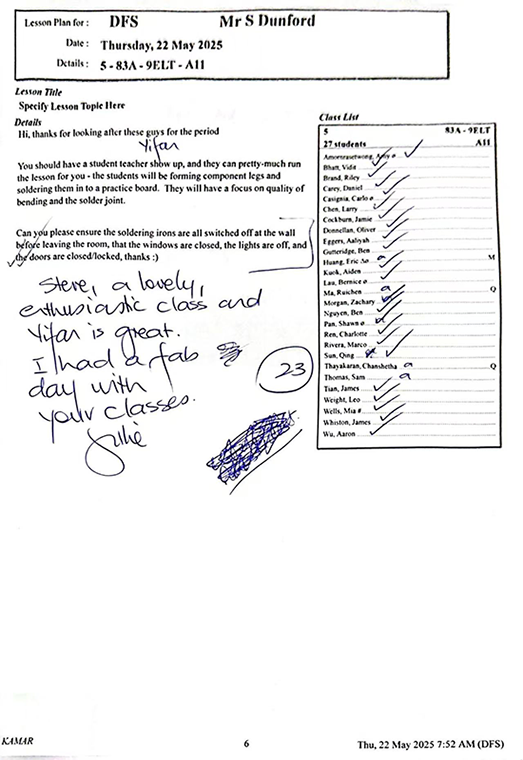 Lesson Plan for : DFS Mr S Dunford
Date : Thursday, 22 May 2025
Details : 5 - 83A - 9ELT - A11
Lesson Title
Specify Lesson Topic Here
Details
Hi, thanks for looking after these guys for the period
Yifan
You should have a student teacher show up, and they can pretty-much run
the lesson for you - the students will be forming component legs and
soldering them in to a practice board. They will have a focus on quality of
bending and the solder joint.
Can you please ensure the soldering irons are all switched off at the wall
before leaving the room, that the windows are closed, the lights are off, and
the doors are closed/locked, thanks :)
Steve, a lovely,
enthusiastic class and
Yifan is great.
I had a fab
day with
your classes.
Julie
23
Class List
5 83A - 9ELT
27 students A11
Bhatt, Vidit
Brand, Riley
Carey, Daniel
Casignia, Carlo
Chen, Larry
Cockburn, Jamie
Donnellan, Oliver
Eggers, Aaliyah
Gutteridge, Ben
Huang, Eric a M
Kuok, Aiden
Lau, Bernice
Ma, Ruichen a Q
Morgan, Zachary
Nguyen, Ben
Pan, Shawn
Ren, Charlotte
Rivera, Marco
Sun, Qing
Thayakaran, Chanshetha a Q
Thomas, Sam a
Tian, James
Weight, Leo
Wells, Mia
Whiston, James
Wu, Aaron
KAMAR 6 Thu, 22 May 2025 7:52 AM (DFS)